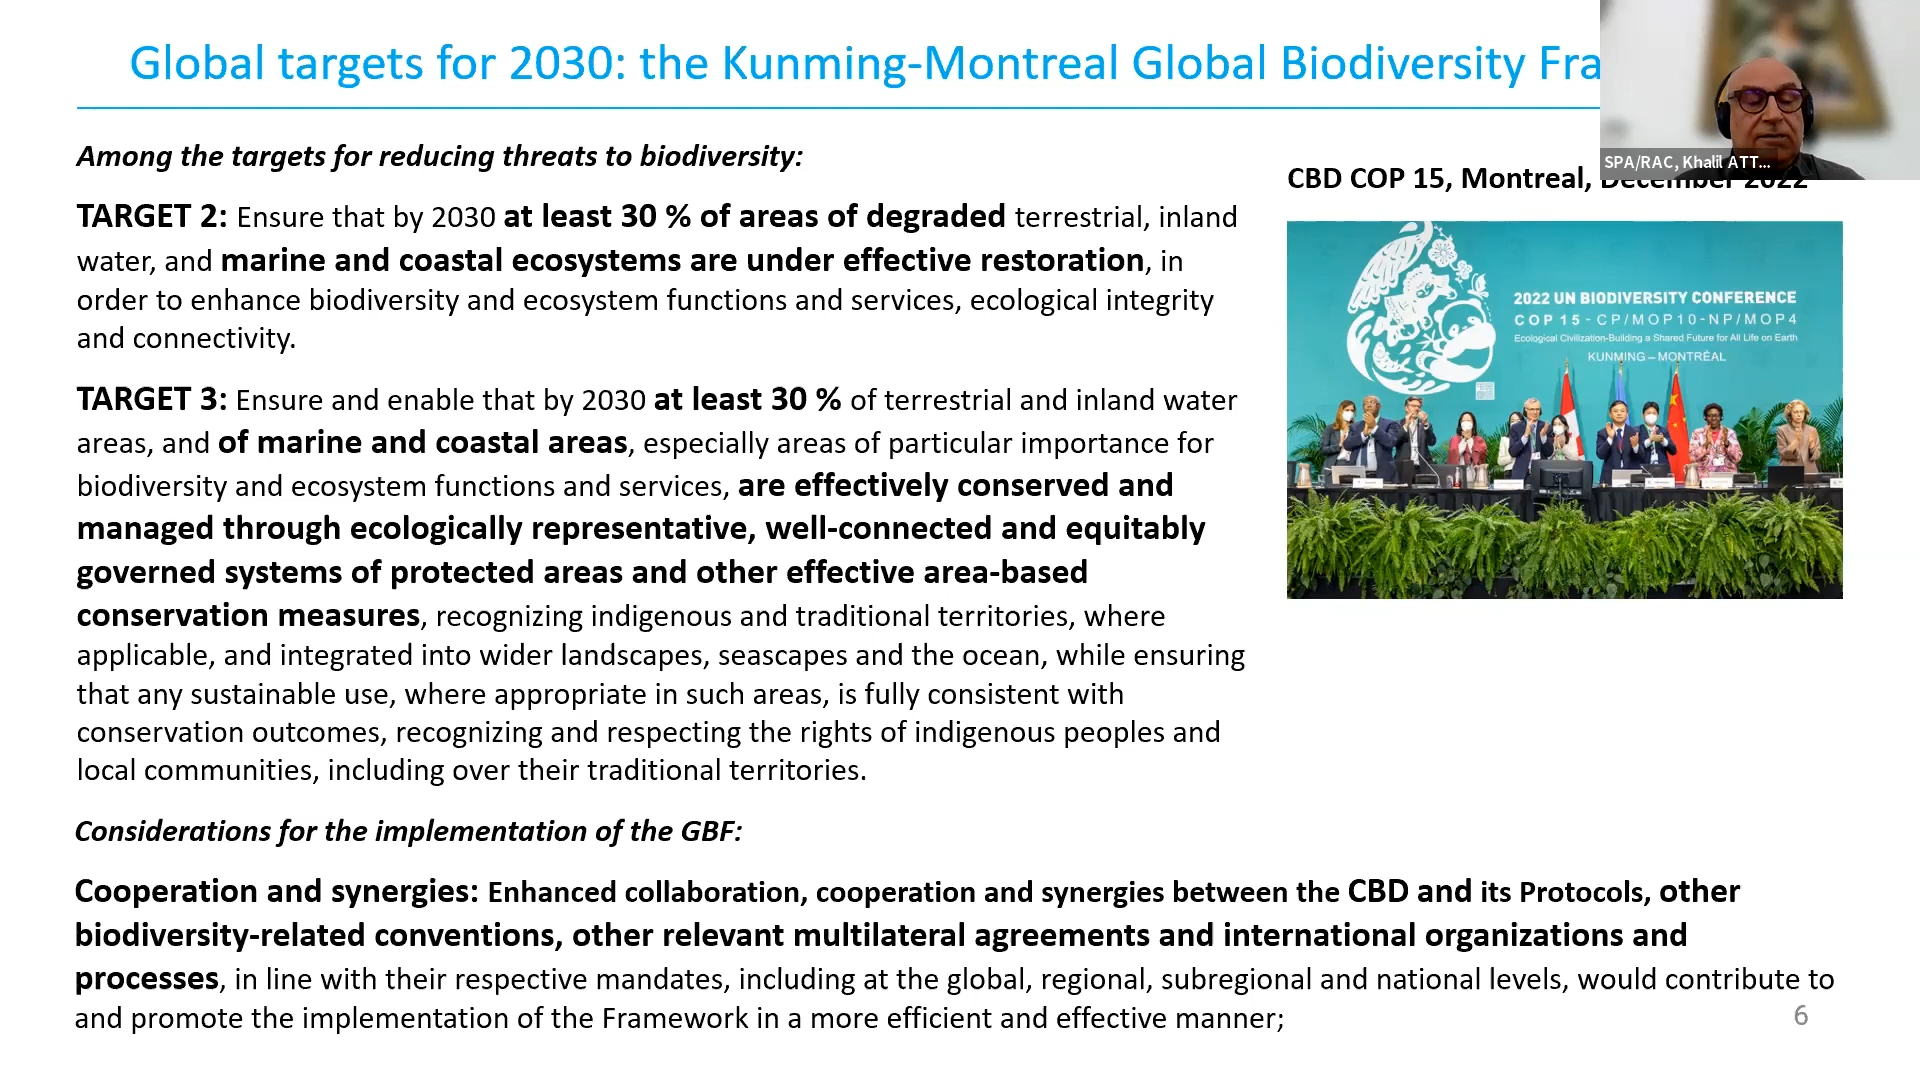 Global targets for 2030: the Kunming-Montreal Global Biodiversity Fra
SPA/RAC, Khalil ATT...
Among the targets for reducing threats to biodiversity:
CBD COP 15, Montreal, December 2022
TARGET 2: Ensure that by 2030 at least 30 % of areas of degraded terrestrial, inland
water, and marine and coastal ecosystems are under effective restoration, in
order to enhance biodiversity and ecosystem functions and services, ecological integrity
and connectivity.
2022 UN BIODIVERSITY CONFERENCE
COP 15 - CP/MOP10-NP/MOP4
Ecological Civilization-Building a Shared Future for All Life on Earth
KUNMING – MONTRÉAL
TARGET 3: Ensure and enable that by 2030 at least 30 % of terrestrial and inland water
areas, and of marine and coastal areas, especially areas of particular importance for
biodiversity and ecosystem functions and services, are effectively conserved and
managed through ecologically representative, well-connected and equitably
governed systems of protected areas and other effective area-based
conservation measures, recognizing indigenous and traditional territories, where
applicable, and integrated into wider landscapes, seascapes and the ocean, while ensuring
that any sustainable use, where appropriate in such areas, is fully consistent with
conservation outcomes, recognizing and respecting the rights of indigenous peoples and
local communities, including over their traditional territories.
Considerations for the implementation of the GBF:
Cooperation and synergies: Enhanced collaboration, cooperation and synergies between the CBD and its Protocols, other
biodiversity-related conventions, other relevant multilateral agreements and international organizations and
processes, in line with their respective mandates, including at the global, regional, subregional and national levels, would contribute to
and promote the implementation of the Framework in a more efficient and effective manner;
6